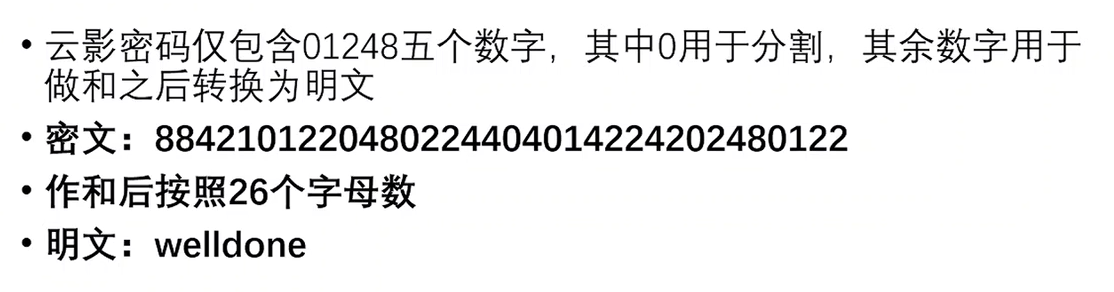 • 云影密码仅包含01248五个数字，其中0用于分割，其余数字用于
做和之后转换为明文
• 密文：8842101220480224404014224202480122
• 作和后按照26个字母数
• 明文：welldone